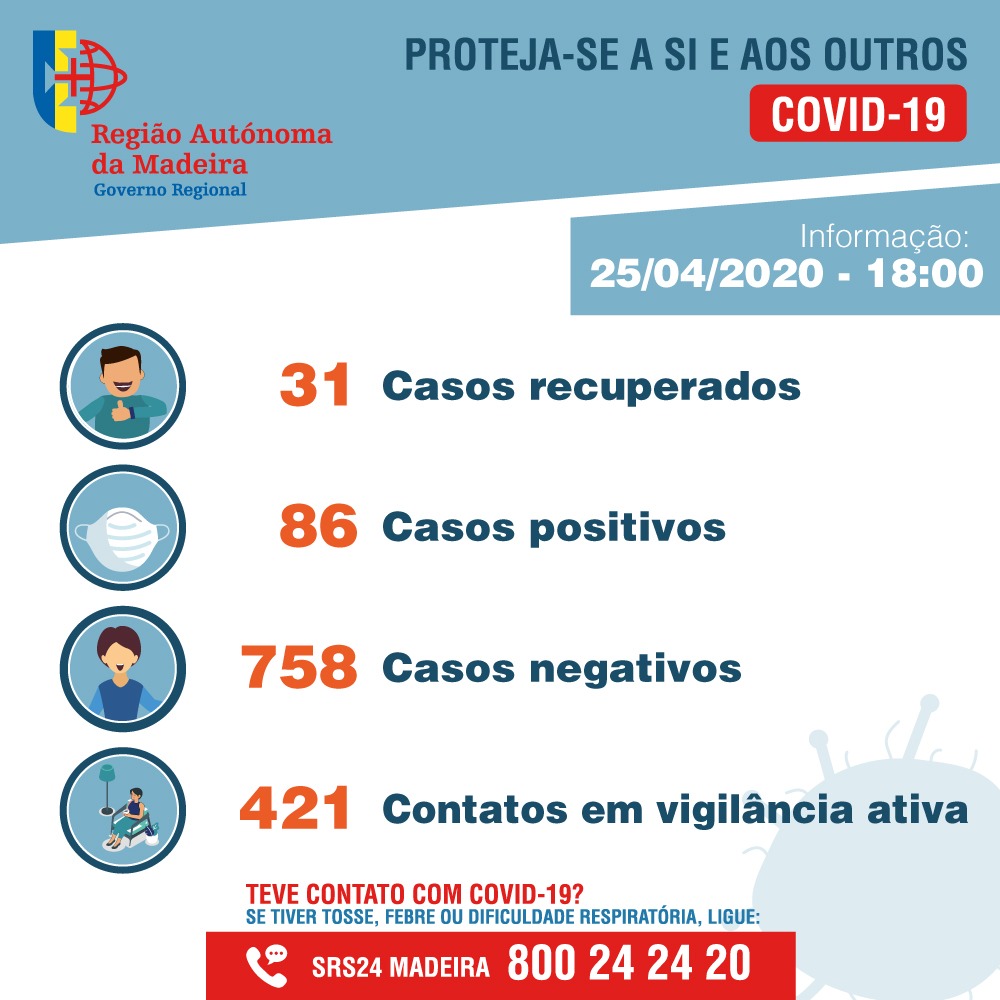 Região Autónoma
da Madeira
Governo Regional
PROTEJA-SE A SI E AOS OUTROS
COVID-19
Informação:
25/04/2020 - 18:00
31 Casos recuperados
86 Casos positivos
758 Casos negativos
421 Contatos em vigilância ativa
TEVE CONTATO COM COVID-19?
SE TIVER TOSSE, FEBRE OU DIFICULDADE RESPIRATÓRIA, LIGUE:
SRS24 MADEIRA 800 24 24 20